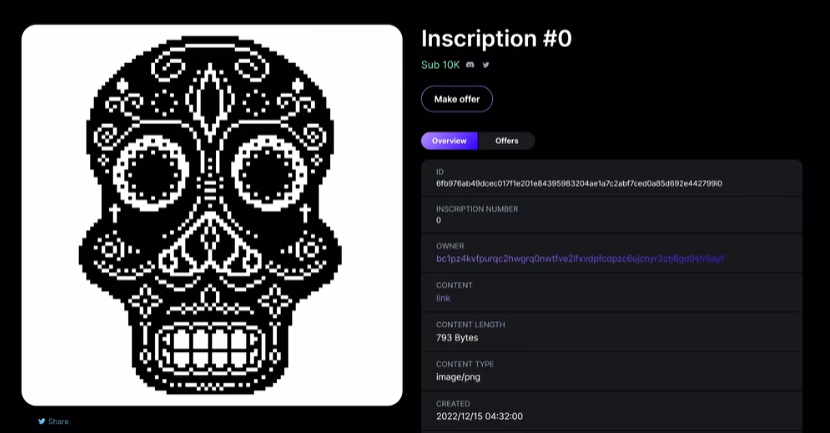 Inscription #0
Sub 10K
Make offer
Overview Offers
ID
6fb976ab49dcec017f1e201e84395983204ae1a7c2abf7ced0a85d692e442799i0
INSCRIPTION NUMBER
0
OWNER
CONTENT
link
CONTENT LENGTH
793 Bytes
CONTENT TYPE
image/png
CREATED
2022/12/15 04:32:00
Share